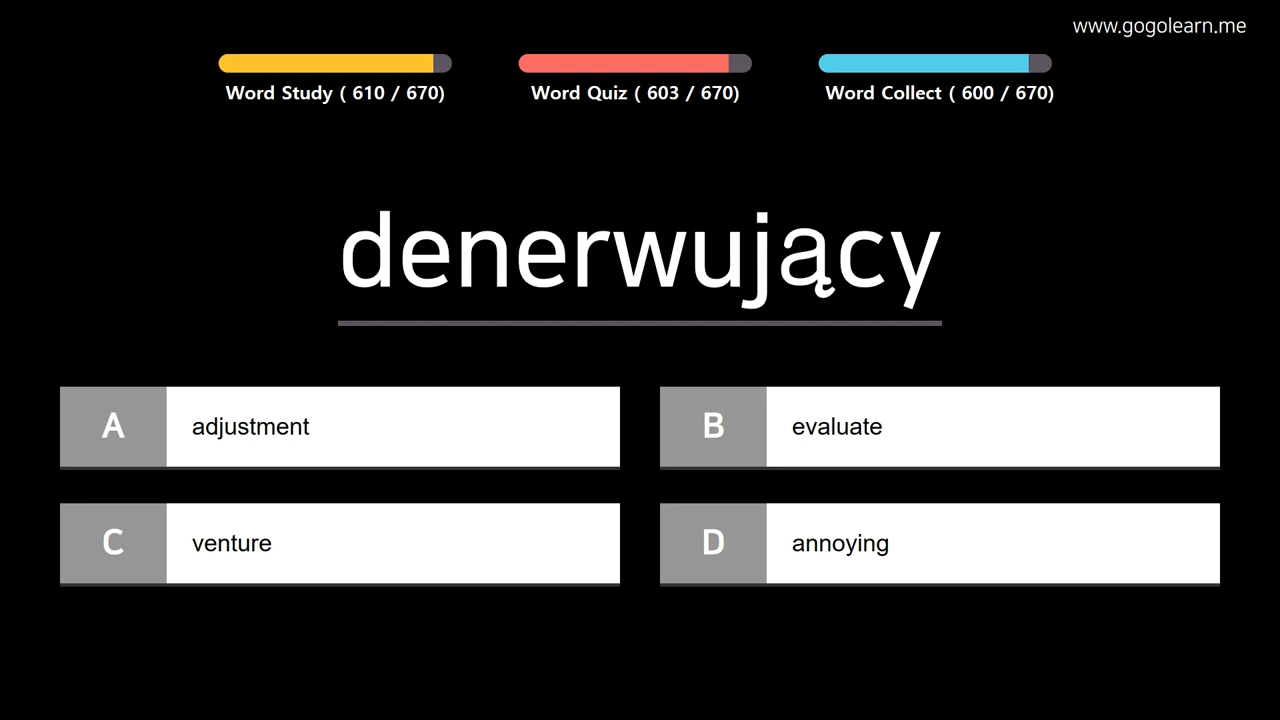 www.gogolearn.me
Word Study ( 610 / 670)
Word Quiz ( 603 / 670)
Word Collect ( 600 / 670)
denerwujący
A adjustment
B evaluate
C venture
D annoying